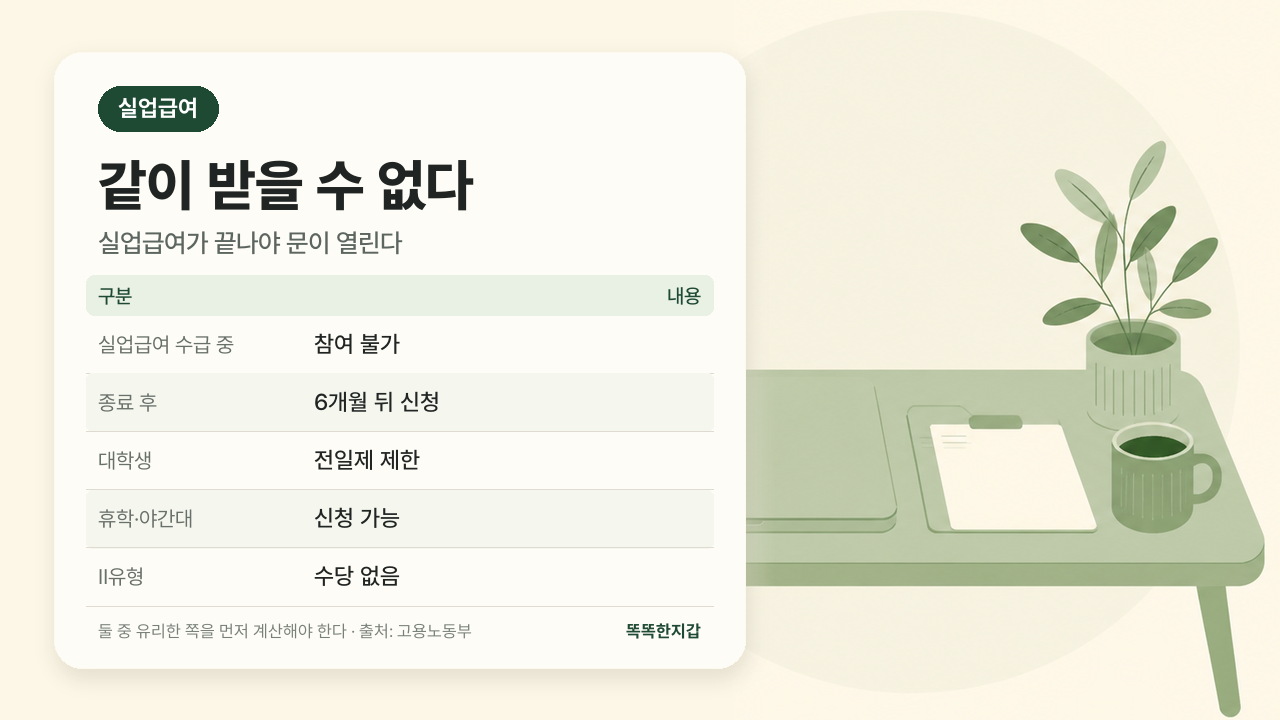 실업급여
같이 받을 수 없다
실업급여가 끝나야 문이 열린다
구분 내용
실업급여 수급 중 참여 불가
종료 후 6개월 뒤 신청
대학생 전일제 제한
휴학·야간대 신청 가능
II유형 수당 없음
둘 중 유리한 쪽을 먼저 계산해야 한다 · 출처: 고용노동부 똑똑한지갑